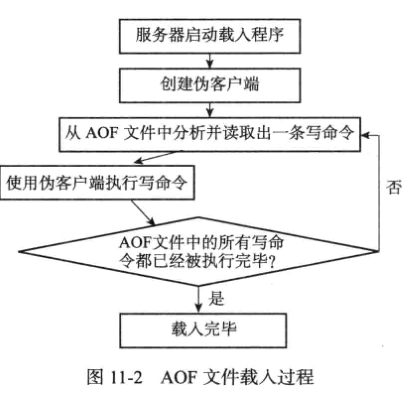 服务器启动载入程序
创建伪客户端
从 AOF 文件中分析并读取出一条写命令
使用伪客户端执行写命令
否
AOF文件中的所有写命
令都已经被执行完毕?
是
载入完毕
图 11-2 AOF 文件载入过程